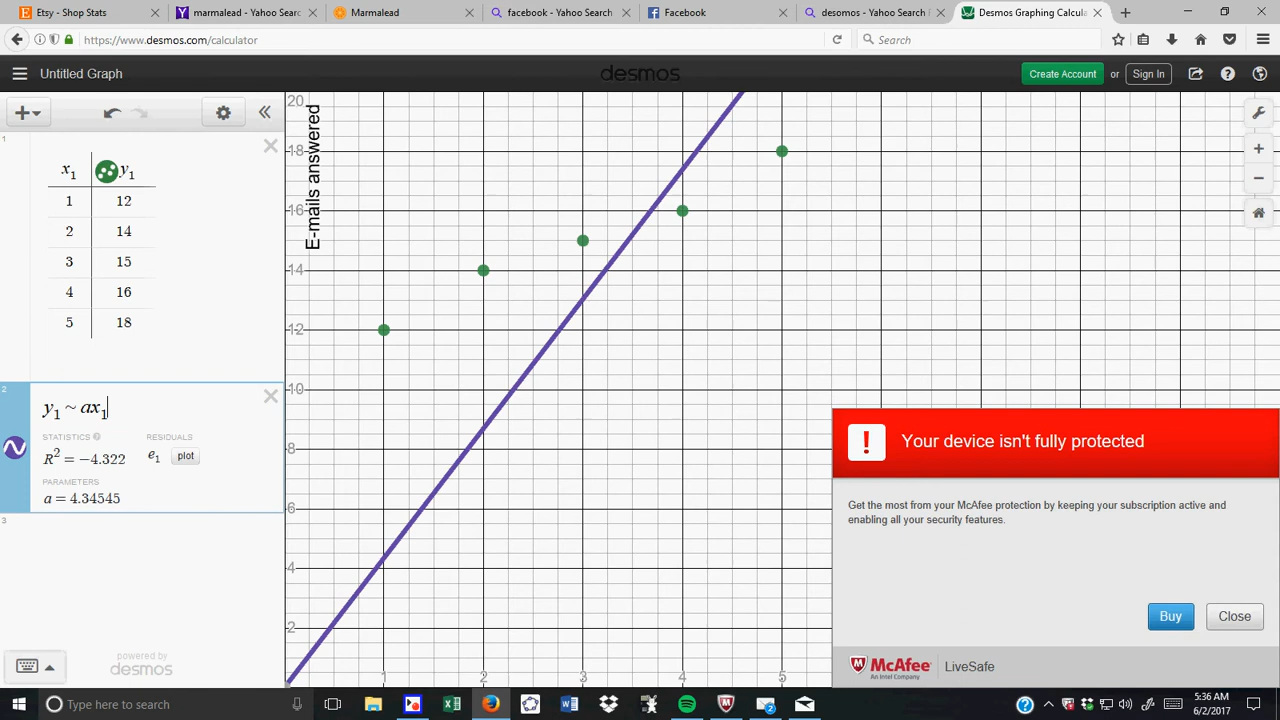 Etsy - Shop Stats
marmalead - Yahoo Searc
Marmalead
facebook - Yahoo Search
Facebook
desomos - Yahoo Search
Desmos Graphing Calcula
https://www.desmos.com/calculator
Search
Untitled Graph
desmos
Create Account or Sign In
1
x₁ y₁
1 12
2 14
3 15
4 16
5 18
2
y₁ ~ ax₁
STATISTICS RESIDUALS
R² = −4.322 e₁ plot
PARAMETERS
a = 4.34545
3
powered by
desmos
E-mails answered
20
18
16
14
12
10
8
6
4
2
1 2 3 4 5
Your device isn't fully protected
Get the most from your McAfee protection by keeping your subscription active and
enabling all your security features.
Buy Close
McAfee LiveSafe
An Intel Company
Type here to search
5:36 AM
6/2/2017